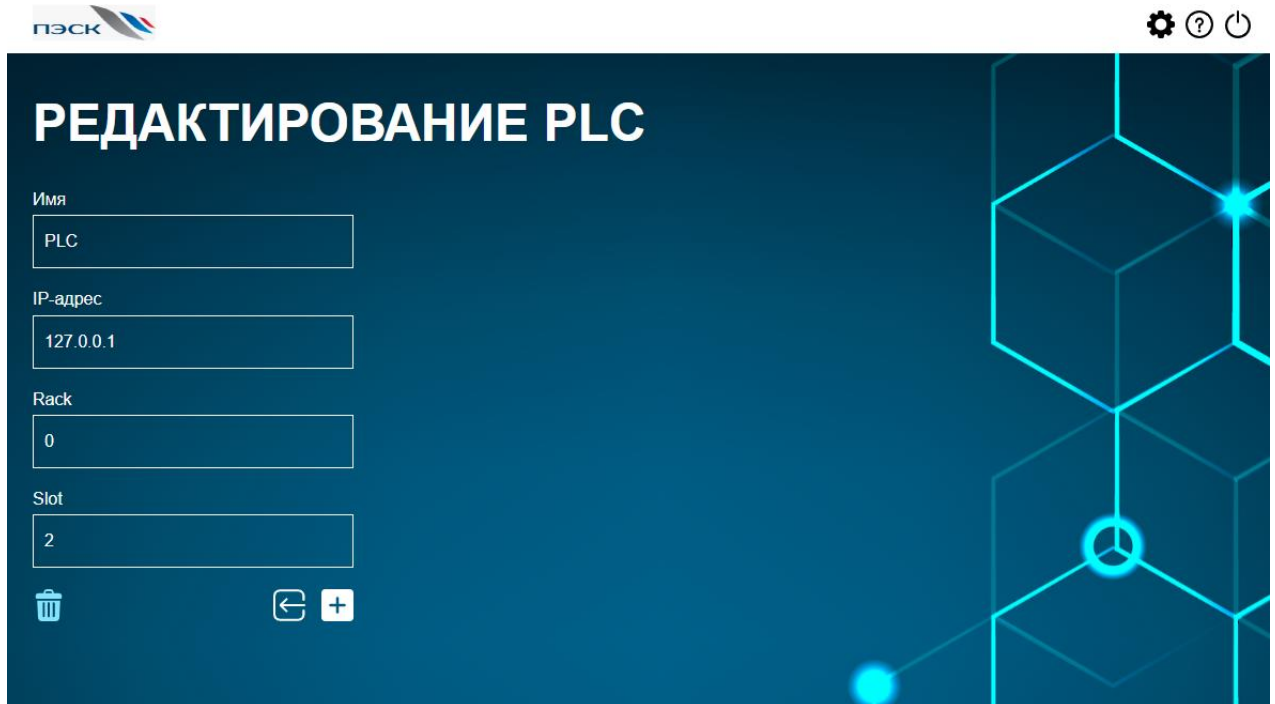 ПЭСК
РЕДАКТИРОВАНИЕ PLC
Имя
PLC
IP-адрес
127.0.0.1
Rack
0
Slot
2